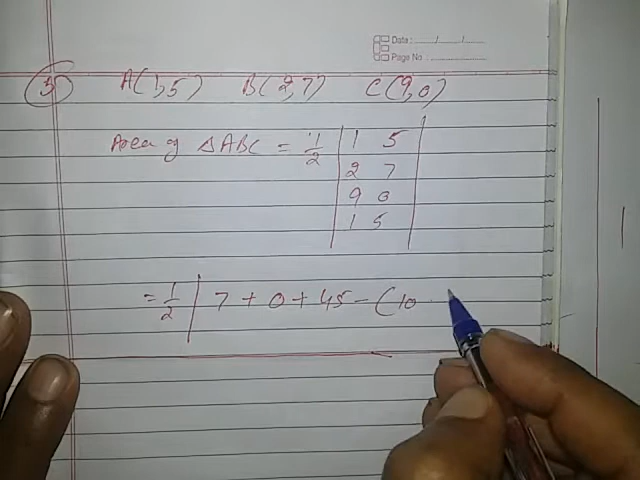 Date : ....../....../......
Page No : ..................
3 A(1,5) B(2,7) C(9,0)
Area of ΔABC = 1/2 | 1 5 |
2 7
9 0
1 5
= 1/2 | 7 + 0 + 45 - (10